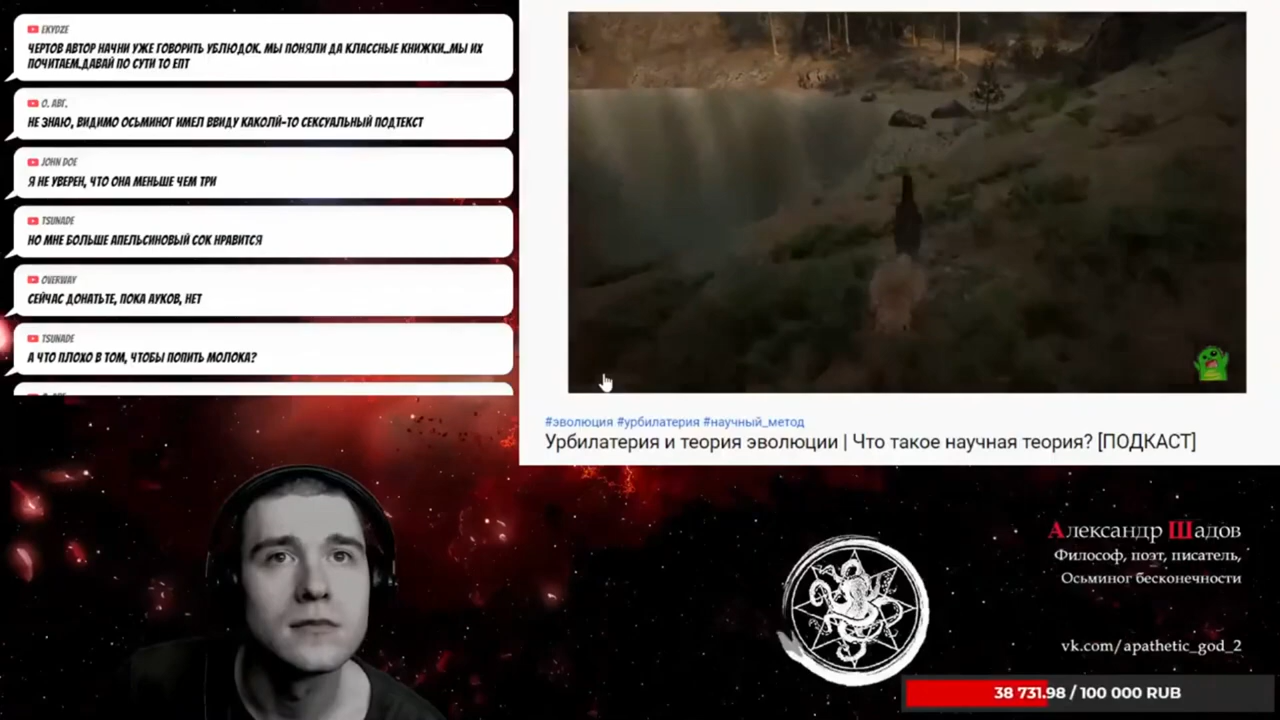 EKYDZE
ЧЕРТОВ АВТОР НАЧНИ УЖЕ ГОВОРИТЬ УБЛЮДОК. МЫ ПОНЯЛИ ДА КЛАССНЫЕ КНИЖКИ...МЫ ИХ
ПОЧИТАЕМ.ДАВАЙ ПО СУТИ ТО ЕПТ
О. АВГ.
НЕ ЗНАЮ, ВИДИМО ОСЬМИНОГ ИМЕЛ ВВИДУ КАКОЛЙ-ТО СЕКСУАЛЬНЫЙ ПОДТЕКСТ
JOHN DOE
Я НЕ УВЕРЕН, ЧТО ОНА МЕНЬШЕ ЧЕМ ТРИ
TSUNADE
НО МНЕ БОЛЬШЕ АПЕЛЬСИНОВЫЙ СОК НРАВИТСЯ
OVERWAY
СЕЙЧАС ДОНАТЬТЕ, ПОКА АУКОВ, НЕТ
TSUNADE
А ЧТО ПЛОХО В ТОМ, ЧТОБЫ ПОПИТЬ МОЛОКА?
#эволюция #урбилатерия #научный_метод
Урбилатерия и теория эволюции | Что такое научная теория? [ПОДКАСТ]
Александр Шадов
Философ, поэт, писатель,
Осьминог бесконечности
vk.com/apathetic_god_2
38 731.98 / 100 000 RUB